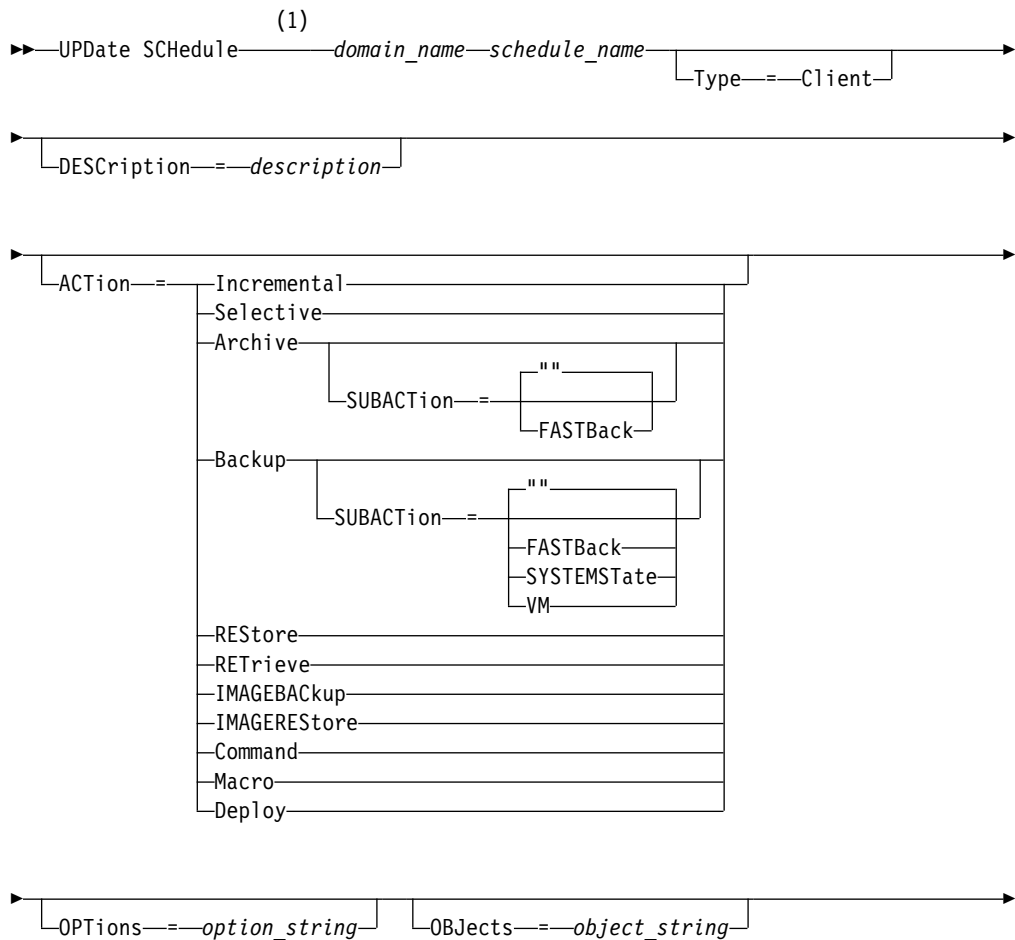 (1)
UPDate SCHedule domain_name schedule_name
Type = Client
DESCription = description
ACTion = Incremental
Selective
Archive
""
SUBACTion =
FASTBack
Backup
""
SUBACTion =
FASTBack
SYSTEMSTate
VM
REStore
RETrieve
IMAGEBACkup
IMAGEREStore
Command
Macro
Deploy
OPTions = option_string OBJects = object_string